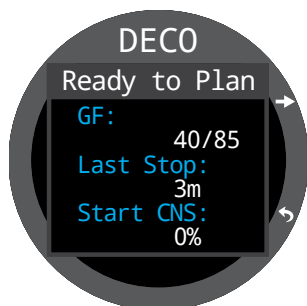 DECO
Ready to Plan
GF:
40/85
Last Stop:
3m
Start CNS:
0%